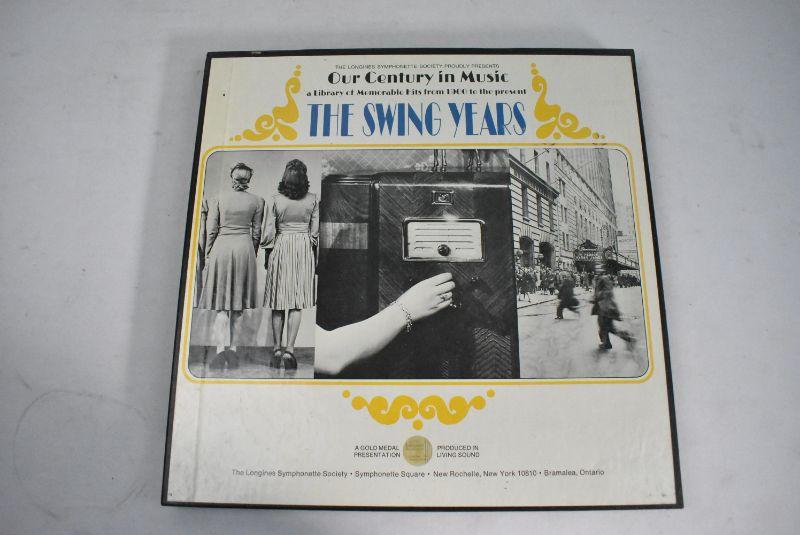 THE LONGINES SYMPHONETTE SOCIETY PROUDLY PRESENTS
Our Century in Music
a Library of Memorable Hits from 1900 to the present
THE SWING YEARS
A GOLD MEDAL PRESENTATION
PRODUCED IN LIVING SOUND
The Longines Symphonette Society • Symphonette Square • New Rochelle, New York 10810 • Bramalea, Ontario